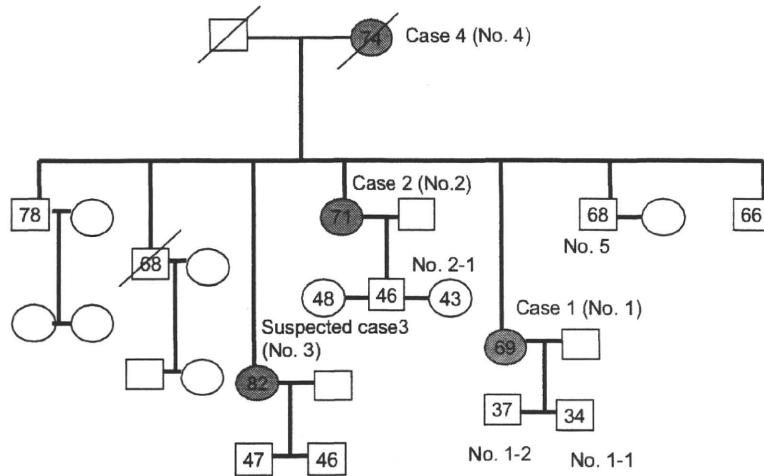 74 Case 4 (No. 4)
Case 2 (No.2)
78
71
68
66
68
No. 2-1
No. 5
48
46
43
Suspected case3
(No. 3)
Case 1 (No. 1)
69
82
37
34
47
46
No. 1-2
No. 1-1